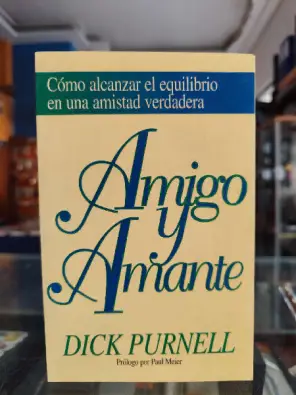 Cómo alcanzar el equilibrio
en una amistad verdadera
Amigo
y
Amante
DICK PURNELL
Prólogo por Paul Meier